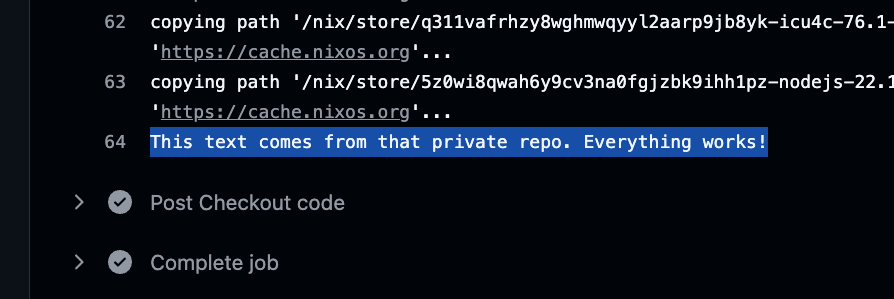 62 copying path '/nix/store/q311vafrhzy8wghmwqyyl2aarp9jb8yk-icu4c-76.1-
'https://cache.nixos.org'...
63 copying path '/nix/store/5z0wi8qwah6y9cv3na0fgjzbk9ihh1pz-nodejs-22.1
'https://cache.nixos.org'...
64 This text comes from that private repo. Everything works!
Post Checkout code
Complete job